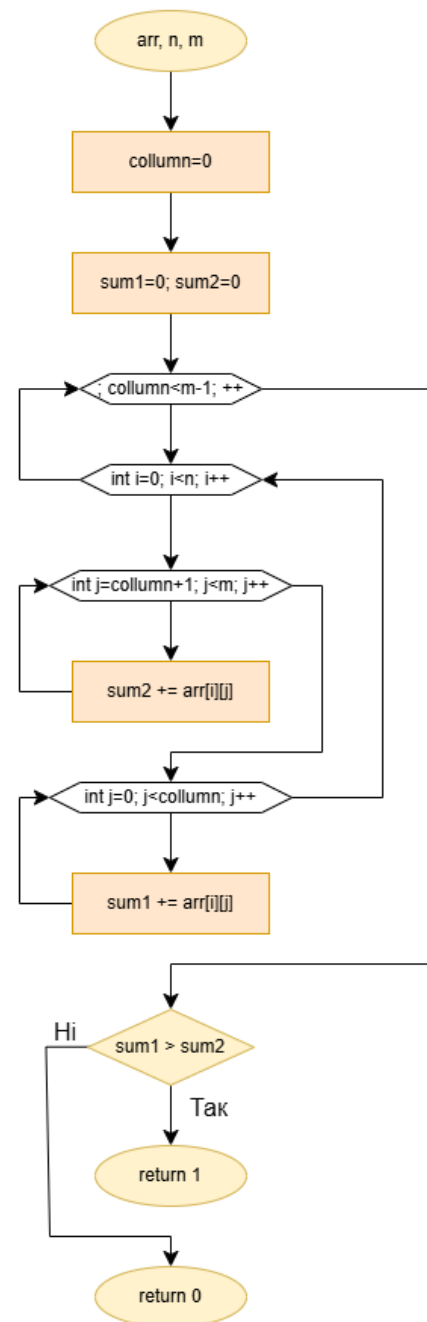 arr, n, m
collumn=0
sum1=0; sum2=0
; collumn<m-1; ++
int i=0; i<n; i++
int j=collumn+1; j<m; j++
sum2 += arr[i][j]
int j=0; j<collumn; j++
sum1 += arr[i][j]
sum1 > sum2
Ні
Так
return 1
return 0